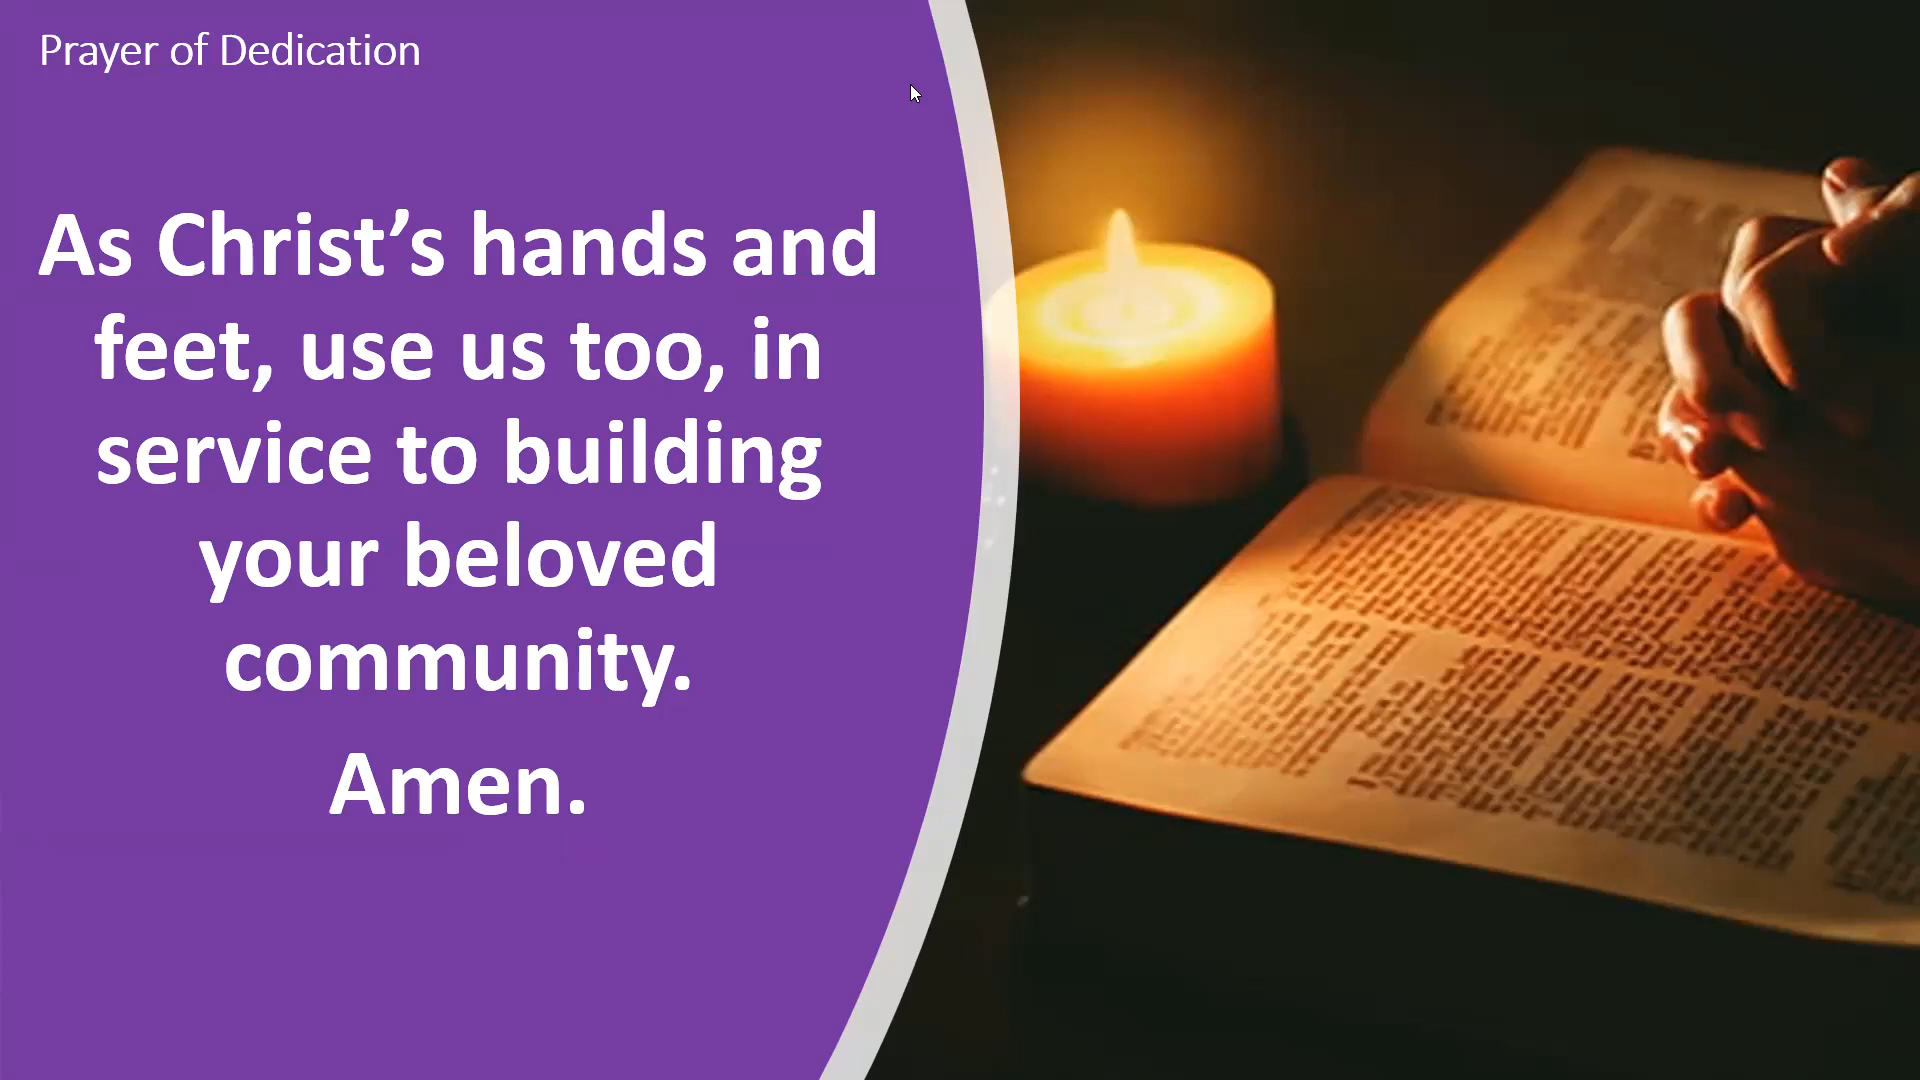 Prayer of Dedication
As Christ’s hands and
feet, use us too, in
service to building
your beloved
community.
Amen.